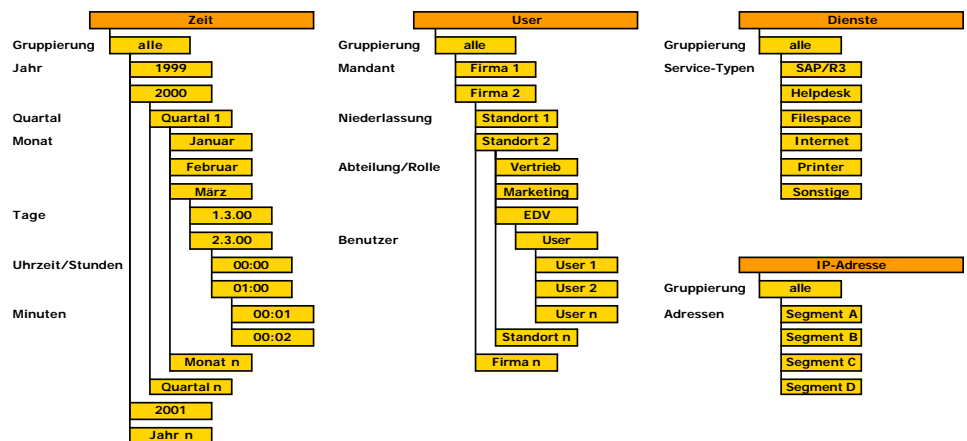 Zeit
Gruppierung
alle
Jahr
1999
2000
Quartal
Quartal 1
Monat
Januar
Februar
März
Tage
1.3.00
2.3.00
Uhrzeit/Stunden
00:00
01:00
Minuten
00:01
00:02
Monat n
Quartal n
2001
Jahr n
User
Gruppierung
alle
Mandant
Firma 1
Firma 2
Niederlassung
Standort 1
Standort 2
Abteilung/Rolle
Vertrieb
Marketing
EDV
Benutzer
User
User 1
User 2
User n
Standort n
Firma n
Dienste
Gruppierung
alle
Service-Typen
SAP/R3
Helpdesk
Filespace
Internet
Printer
Sonstige
IP-Adresse
Gruppierung
alle
Adressen
Segment A
Segment B
Segment C
Segment D